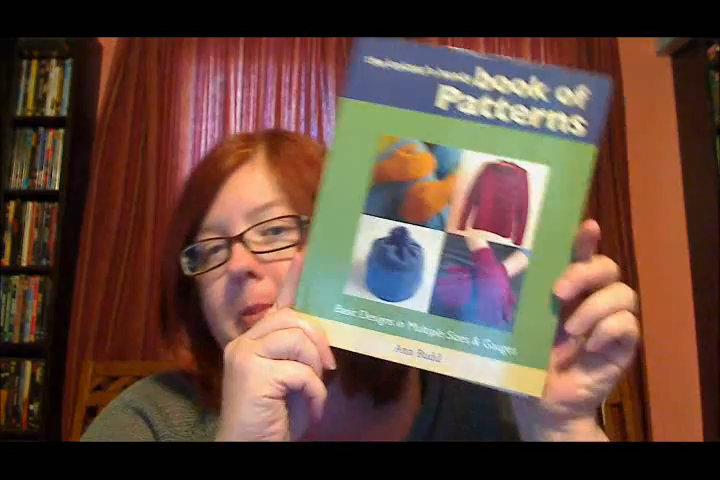 book of
Patterns
Basic Designs in Multiple Sizes & Gauges
Ann Budd